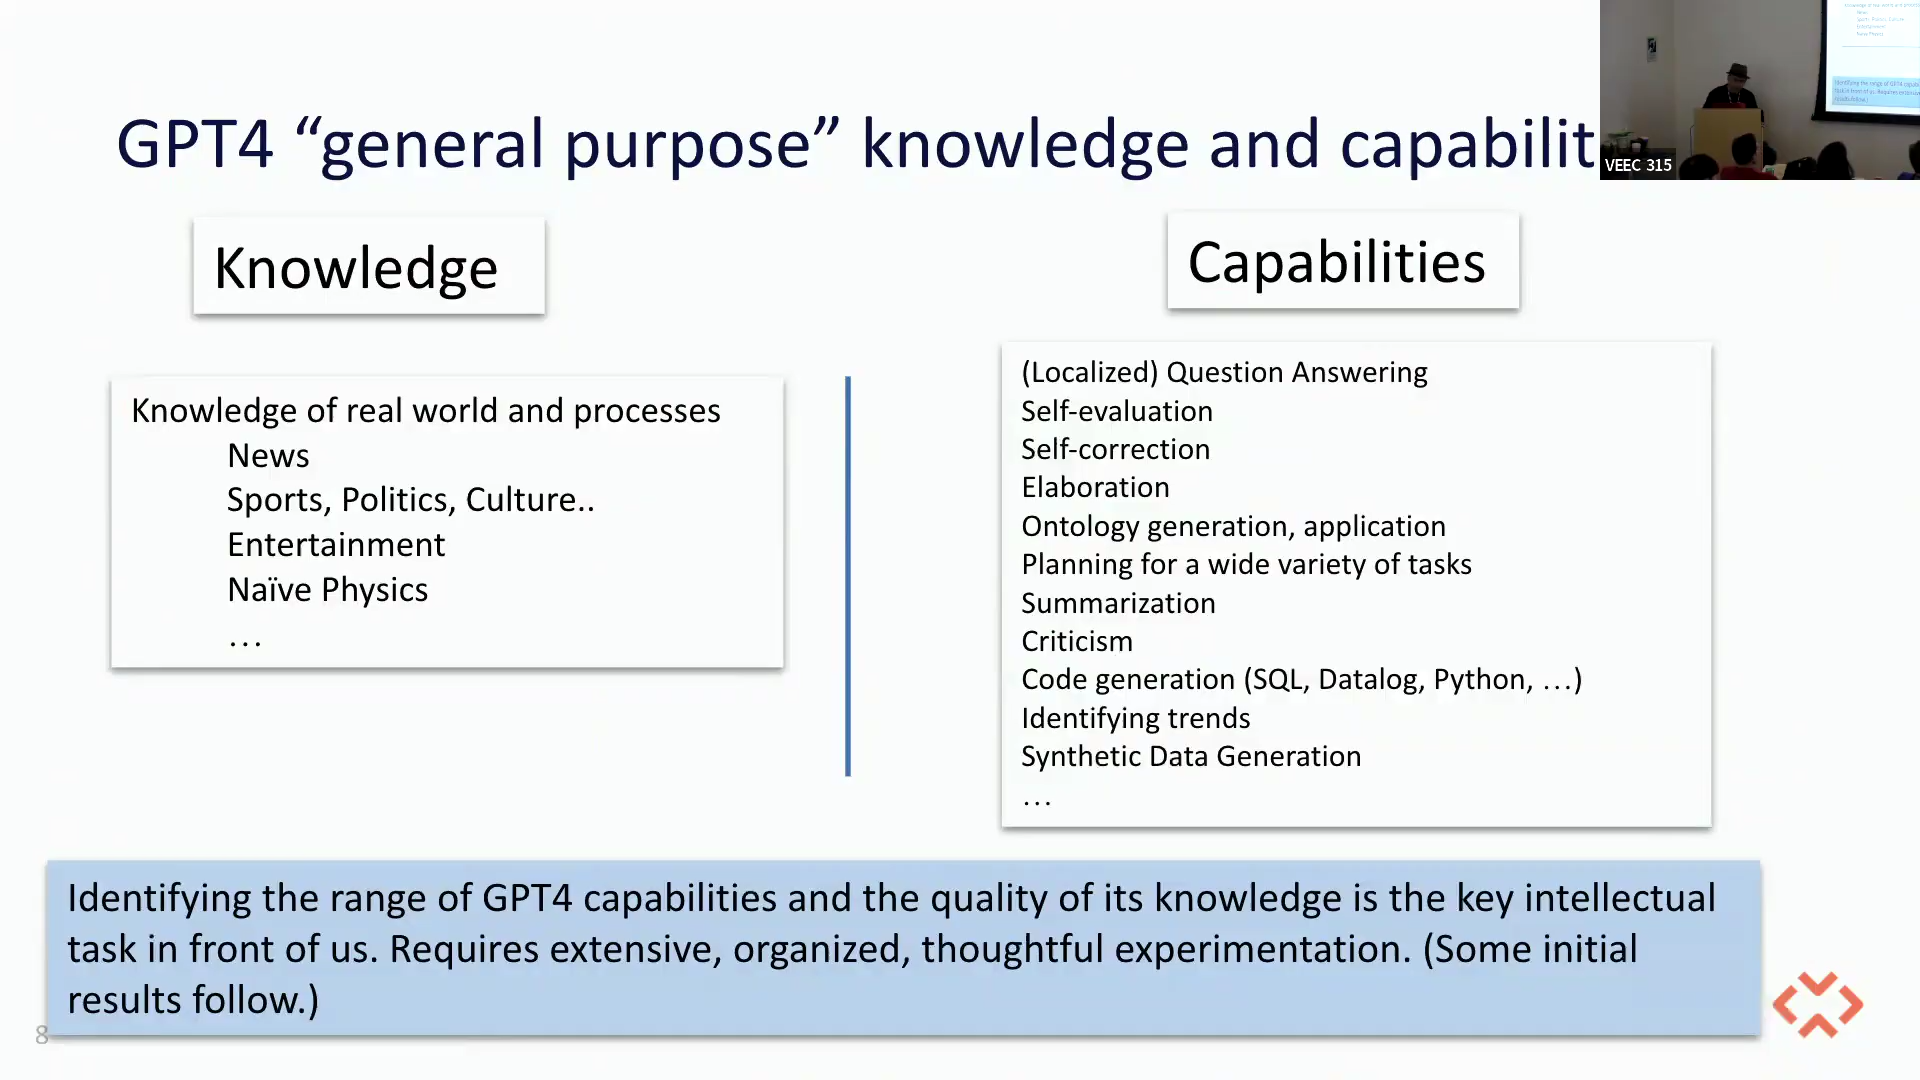 GPT4 “general purpose” knowledge and capabilit
VEEC 315
Knowledge
Capabilities
Knowledge of real world and processes
News
Sports, Politics, Culture..
Entertainment
Naïve Physics
…
(Localized) Question Answering
Self-evaluation
Self-correction
Elaboration
Ontology generation, application
Planning for a wide variety of tasks
Summarization
Criticism
Code generation (SQL, Datalog, Python, …)
Identifying trends
Synthetic Data Generation
…
Identifying the range of GPT4 capabilities and the quality of its knowledge is the key intellectual
task in front of us. Requires extensive, organized, thoughtful experimentation. (Some initial
results follow.)
8